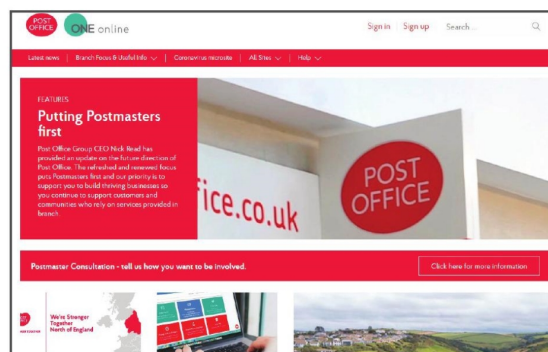 POST
OFFICE
ONE online
Sign in
Sign up
Search ...
Latest news
Branch Focus & Useful Info
Coronavirus microsite
All Sites
Help
FEATURES
Putting Postmasters
first
Post Office Group CEO Nick Read has
provided an update on the future direction of
Post Office. The refreshed and renewed focus
puts Postmasters first and our priority is to
support you to build thriving businesses so
you continue to support customers and
communities who rely on services provided in
branch.
fice.co.uk
POST
OFFICE
Postmaster Consultation - tell us how you want to be involved.
Click here for more information
We're Stronger
Together
North of England